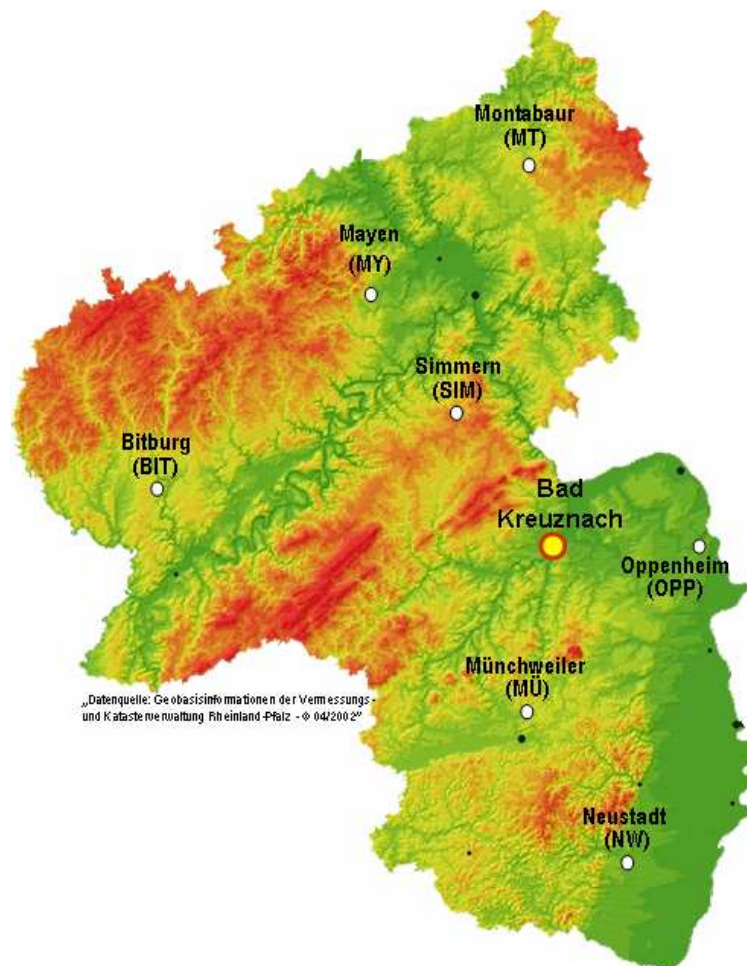 Montabaur
(MT)
Mayen
(MY)
Simmern
(SIM)
Bitburg
(BIT)
Bad
Kreuznach
Oppenheim
(OPP)
Münchweiler
(MÜ)
„Datenquelle: Geobasisinformationen der Vermessungs-
und Katasterverwaltung Rheinland-Pfalz - © 04/2002"
Neustadt
(NW)